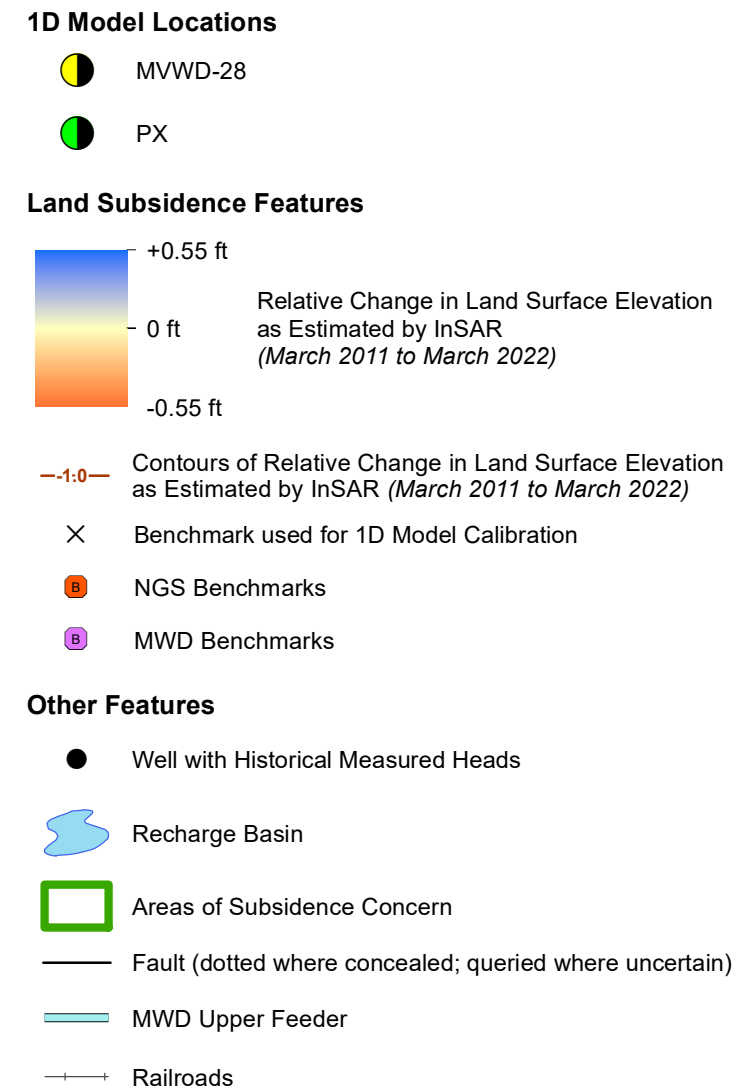 1D Model Locations
MVWD-28
PX
Land Subsidence Features
+0.55 ft
0 ft
-0.55 ft
Relative Change in Land Surface Elevation
as Estimated by InSAR
(March 2011 to March 2022)
-1.0
Contours of Relative Change in Land Surface Elevation
as Estimated by InSAR (March 2011 to March 2022)
Benchmark used for 1D Model Calibration
B
NGS Benchmarks
B
MWD Benchmarks
Other Features
Well with Historical Measured Heads
Recharge Basin
Areas of Subsidence Concern
Fault (dotted where concealed; queried where uncertain)
MWD Upper Feeder
Railroads